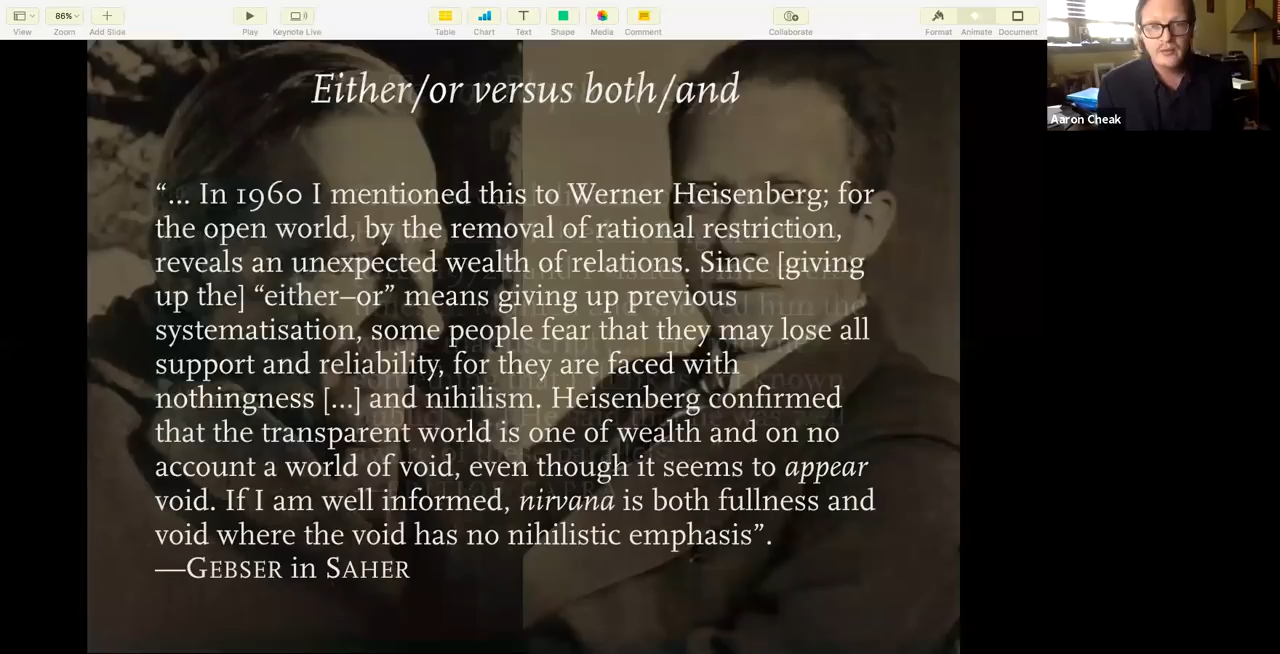 View
86%
Zoom
Add Slide
Play
Keynote Live
Table
Chart
Text
Shape
Media
Comment
Collaborate
Format
Animate
Document
Aaron Cheak
Either/or versus both/and
“... In 1960 I mentioned this to Werner Heisenberg; for
the open world, by the removal of rational restriction,
reveals an unexpected wealth of relations. Since [giving
up the] “either–or” means giving up previous
systematisation, some people fear that they may lose all
support and reliability, for they are faced with
nothingness [...] and nihilism. Heisenberg confirmed
that the transparent world is one of wealth and on no
account a world of void, even though it seems to appear
void. If I am well informed, nirvana is both fullness and
void where the void has no nihilistic emphasis”.
—GEBSER in SAHER